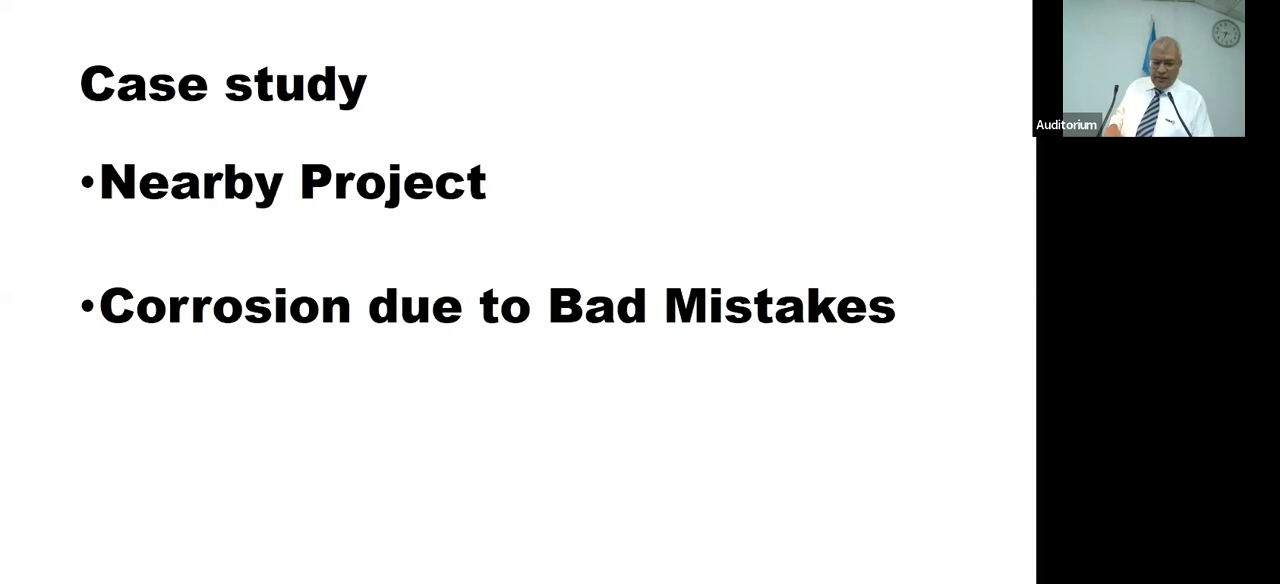 Case study
•Nearby Project
•Corrosion due to Bad Mistakes
Auditorium